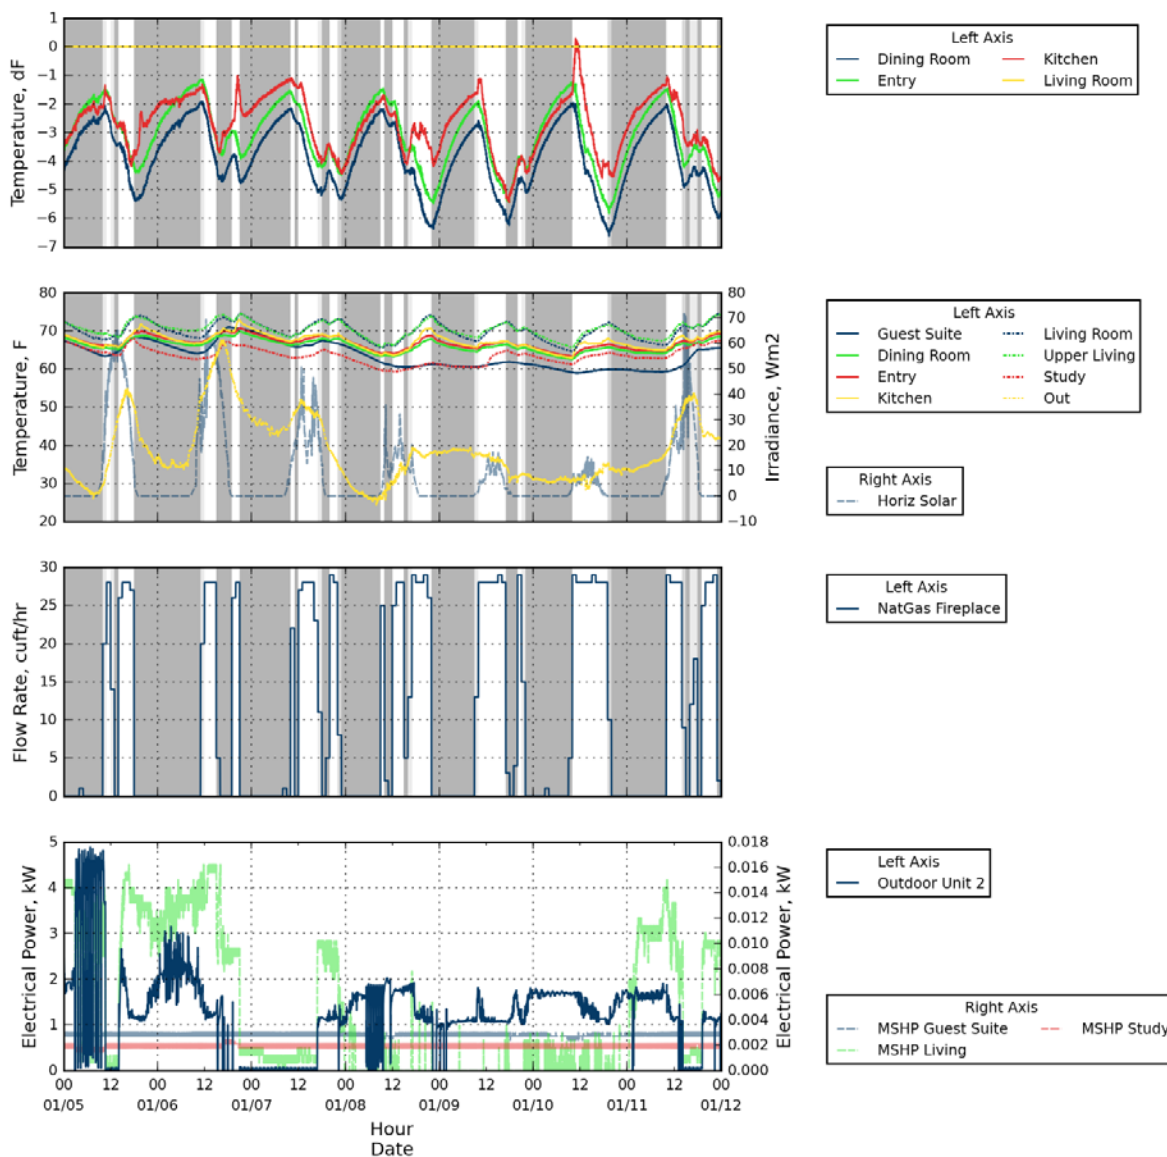 1
0
−1
−2
−3
−4
−5
−6
−7
Temperature, dF
Left Axis
Dining Room
Kitchen
Entry
Living Room
80
70
60
50
40
30
20
Temperature, F
80
70
60
50
40
30
20
10
0
−10
Irradiance, Wm2
Left Axis
Guest Suite
Living Room
Dining Room
Upper Living
Entry
Study
Kitchen
Out
Right Axis
Horiz Solar
30
25
20
15
10
5
0
Flow Rate, cuft/hr
Left Axis
NatGas Fireplace
5
4
3
2
1
0
Electrical Power, kW
0.018
0.016
0.014
0.012
0.010
0.008
0.006
0.004
0.002
0.000
Electrical Power, kW
Left Axis
Outdoor Unit 2
Right Axis
MSHP Guest Suite
MSHP Study
MSHP Living
00 12 00 12 00 12 00 12 00 12 00 12 00 12 00
01/05 01/06 01/07 01/08 01/09 01/10 01/11 01/12
Hour
Date